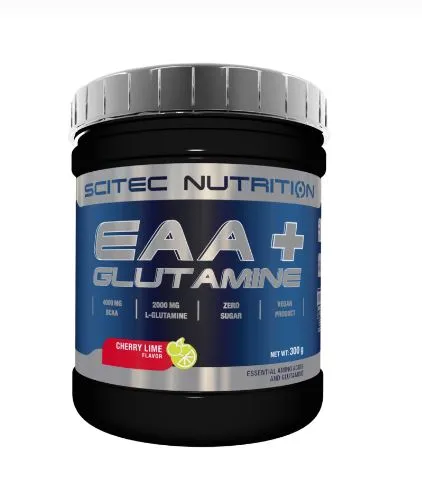 SCITEC NUTRITION
EAA +
GLUTAMINE
4000 MG
BCAA
2000 MG
L-GLUTAMINE
ZERO
SUGAR
VEGAN
PRODUCT
CHERRY LIME
FLAVOR
NET WT: 300 g
ESSENTIAL AMINO ACIDS
AND GLUTAMINE